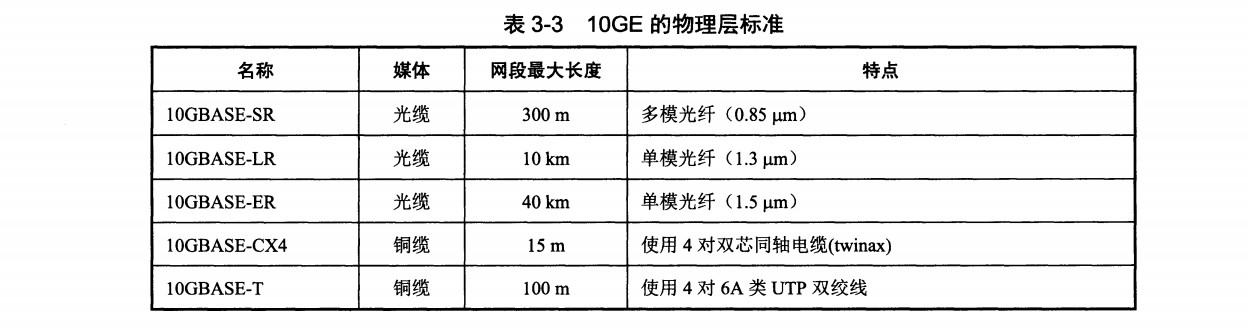 表 3-3 10GE 的物理层标准
名称 媒体 网段最大长度 特点
10GBASE-SR 光缆 300 m 多模光纤（0.85 μm）
10GBASE-LR 光缆 10 km 单模光纤（1.3 μm）
10GBASE-ER 光缆 40 km 单模光纤（1.5 μm）
10GBASE-CX4 铜缆 15 m 使用 4 对双芯同轴电缆(twinax)
10GBASE-T 铜缆 100 m 使用 4 对 6A 类 UTP 双绞线